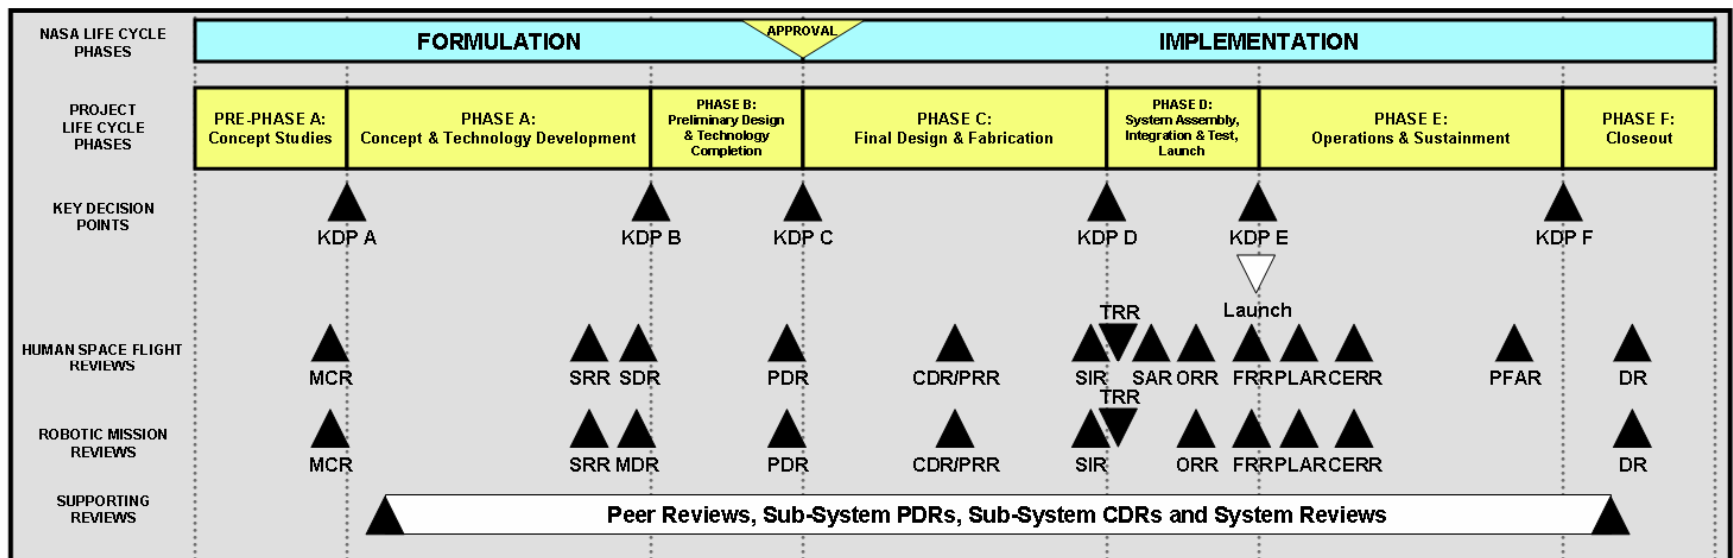 NASA LIFE CYCLE
PHASES
FORMULATION
APPROVAL
IMPLEMENTATION
PROJECT
LIFE CYCLE
PHASES
PRE-PHASE A:
Concept Studies
PHASE A:
Concept & Technology Development
PHASE B:
Preliminary Design
& Technology
Completion
PHASE C:
Final Design & Fabrication
PHASE D:
System Assembly,
Integration & Test,
Launch
PHASE E:
Operations & Sustainment
PHASE F:
Closeout
KEY DECISION
POINTS
KDP A
KDP B
KDP C
KDP D
KDP E
KDP F
Launch
HUMAN SPACE FLIGHT
REVIEWS
TRR
MCR
SRR
SDR
PDR
CDR/PRR
SIR
SAR
ORR
FRR
PLAR
CERR
PFAR
DR
ROBOTIC MISSION
REVIEWS
TRR
MCR
SRR
MDR
PDR
CDR/PRR
SIR
ORR
FRR
PLAR
CERR
DR
SUPPORTING
REVIEWS
Peer Reviews, Sub-System PDRs, Sub-System CDRs and System Reviews